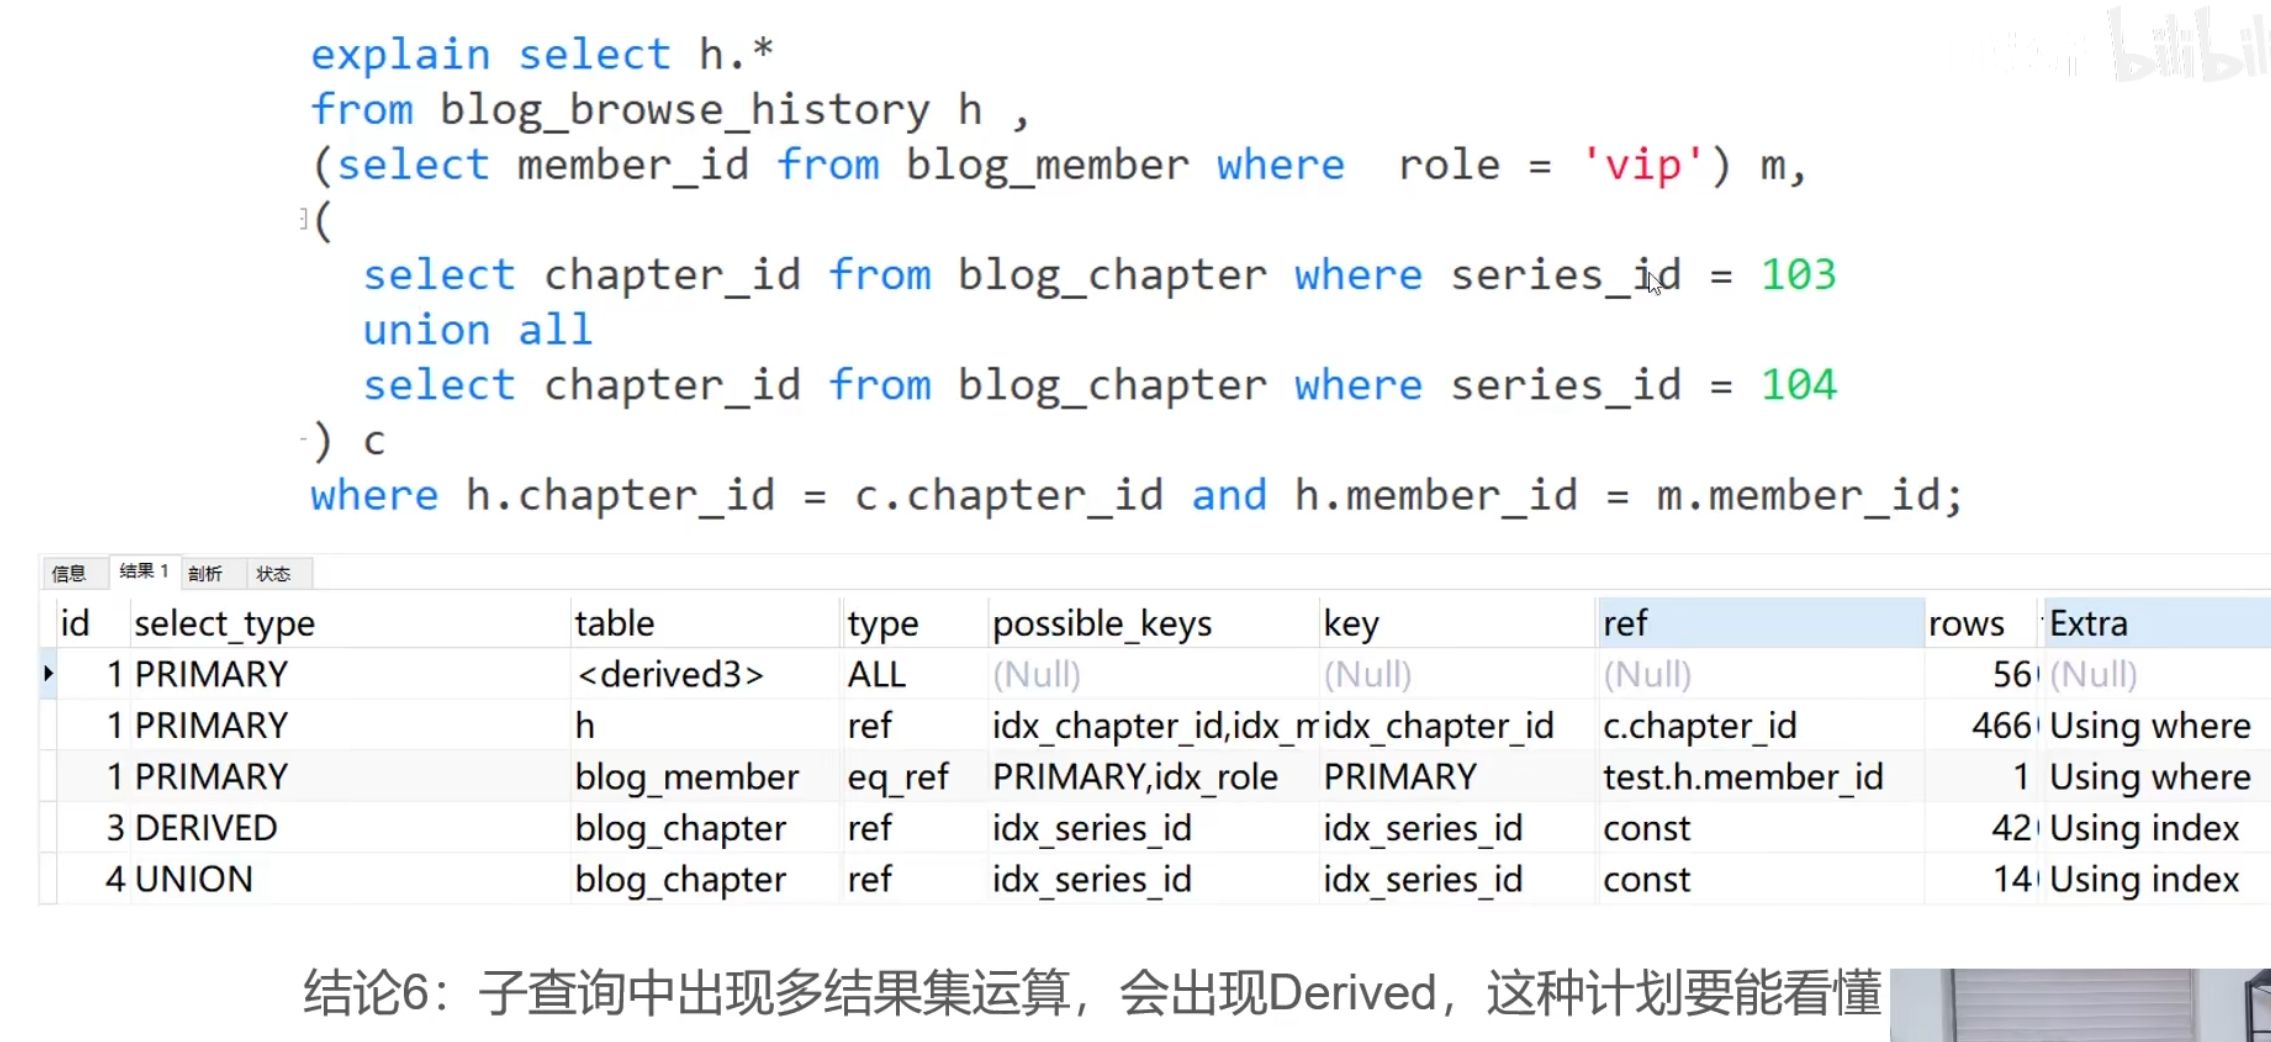 bilibili
explain select h.*
from blog_browse_history h ,
(select member_id from blog_member where  role = 'vip') m,
(
select chapter_id from blog_chapter where series_id = 103
union all
select chapter_id from blog_chapter where series_id = 104
) c
where h.chapter_id = c.chapter_id and h.member_id = m.member_id;
信息 结果 1 剖析 状态
id select_type table type possible_keys key ref rows Extra
1 PRIMARY <derived3> ALL (Null) (Null) (Null) 56 (Null)
1 PRIMARY h ref idx_chapter_id,idx_m idx_chapter_id c.chapter_id 466 Using where
1 PRIMARY blog_member eq_ref PRIMARY,idx_role PRIMARY test.h.member_id 1 Using where
3 DERIVED blog_chapter ref idx_series_id idx_series_id const 42 Using index
4 UNION blog_chapter ref idx_series_id idx_series_id const 14 Using index
结论6：子查询中出现多结果集运算，会出现Derived，这种计划要能看懂